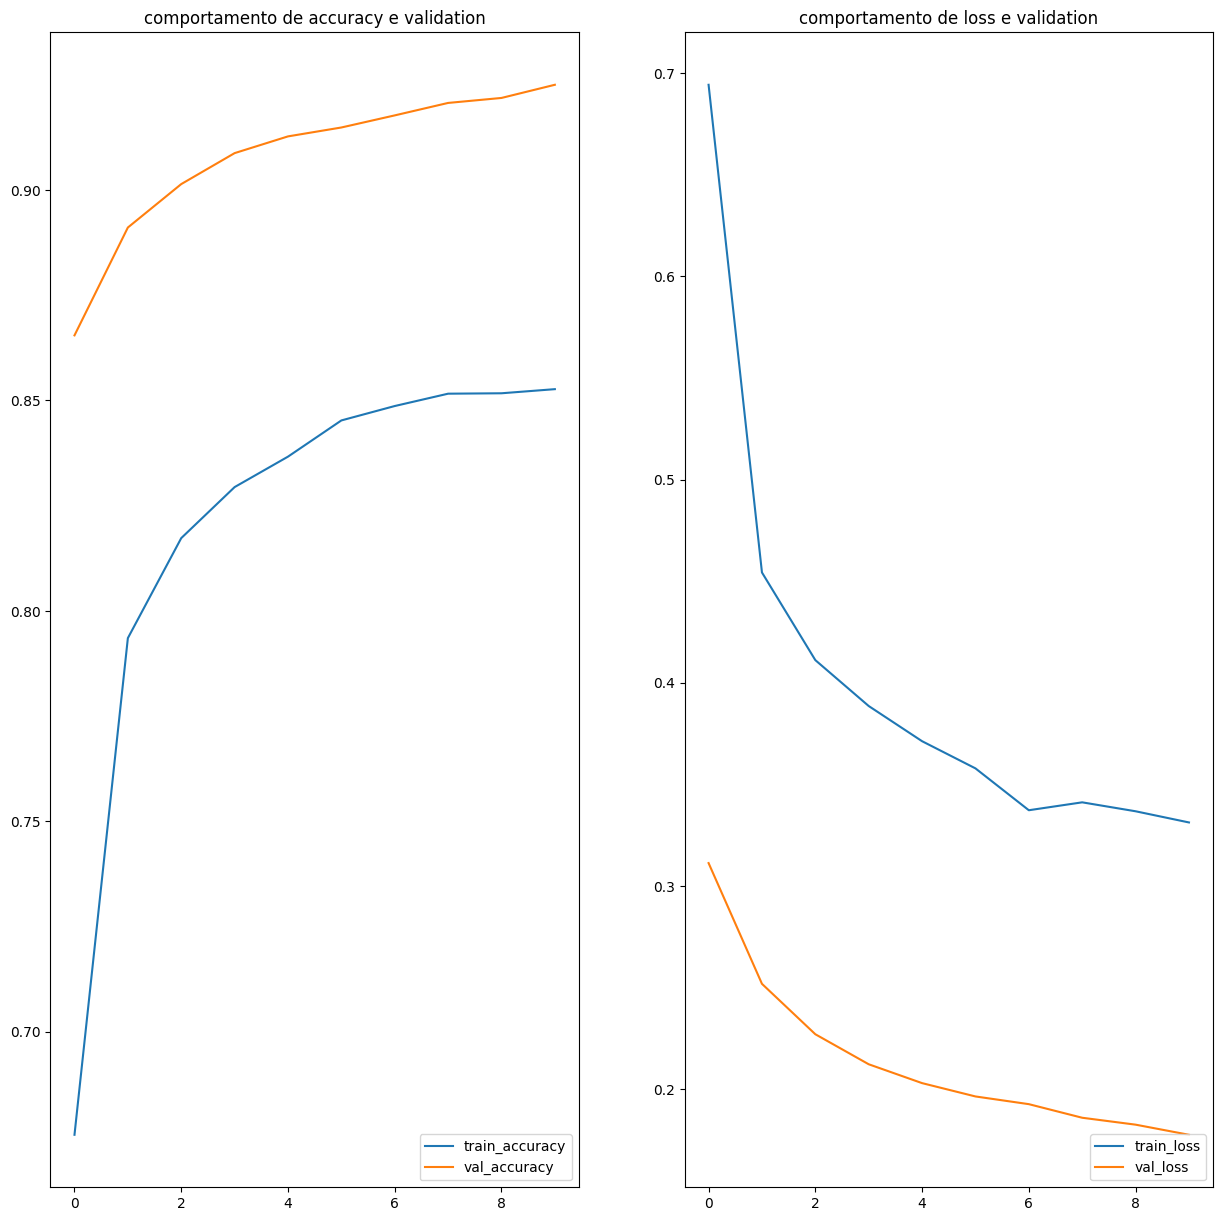 comportamento de accuracy e validation
0.90
0.85
0.80
0.75
0.70
0 2 4 6 8
train_accuracy
val_accuracy
comportamento de loss e validation
0.7
0.6
0.5
0.4
0.3
0.2
0 2 4 6 8
train_loss
val_loss